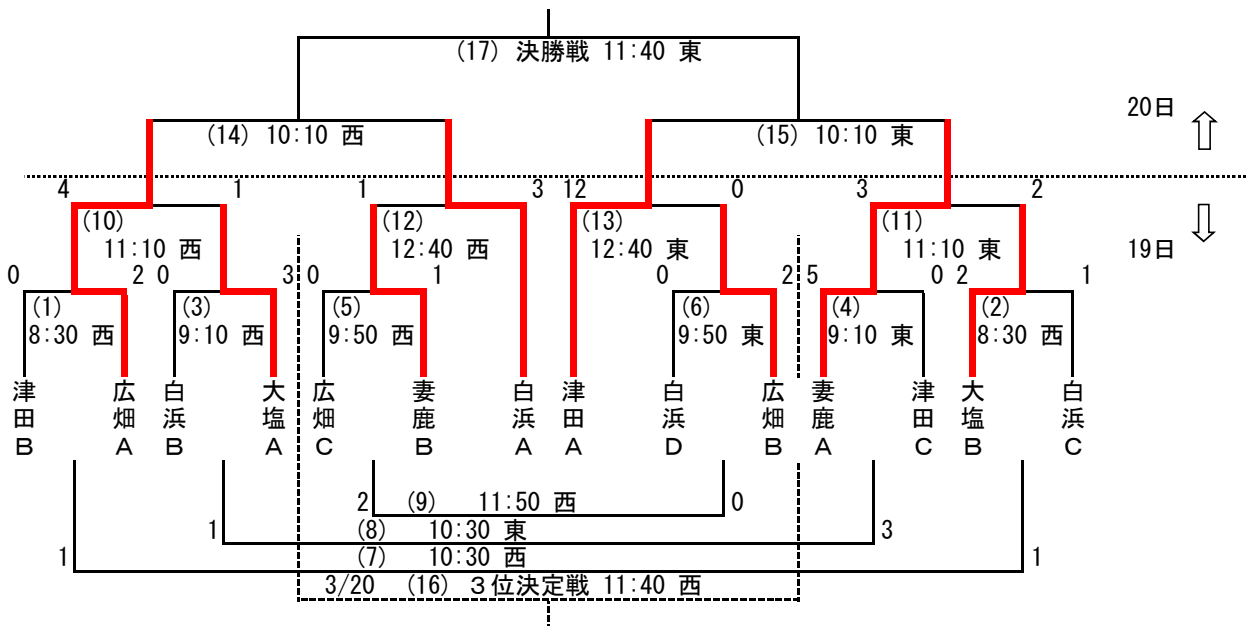 (17) 決勝戦 11:40 東
20日
(14) 10:10 西
(15) 10:10 東
4 1 1 3 12 0 3 2
(10) (12) (13) (11)
11:10 西 12:40 西 12:40 東 11:10 東
19日
0 2 0 3 0 1 0 2 5 0 2 1
(1) (3) (5) (6) (4) (2)
8:30 西 9:10 西 9:50 西 9:50 東 9:10 東 8:30 西
津田B 広畑A 白浜B 大塩A 広畑C 妻鹿B 白浜A 津田A 白浜D 広畑B 妻鹿A 津田C 大塩B 白浜C
2 (9) 11:50 西 0
1 (8) 10:30 東 3
1 (7) 10:30 西 1
3/20 (16) 3位決定戦 11:40 西